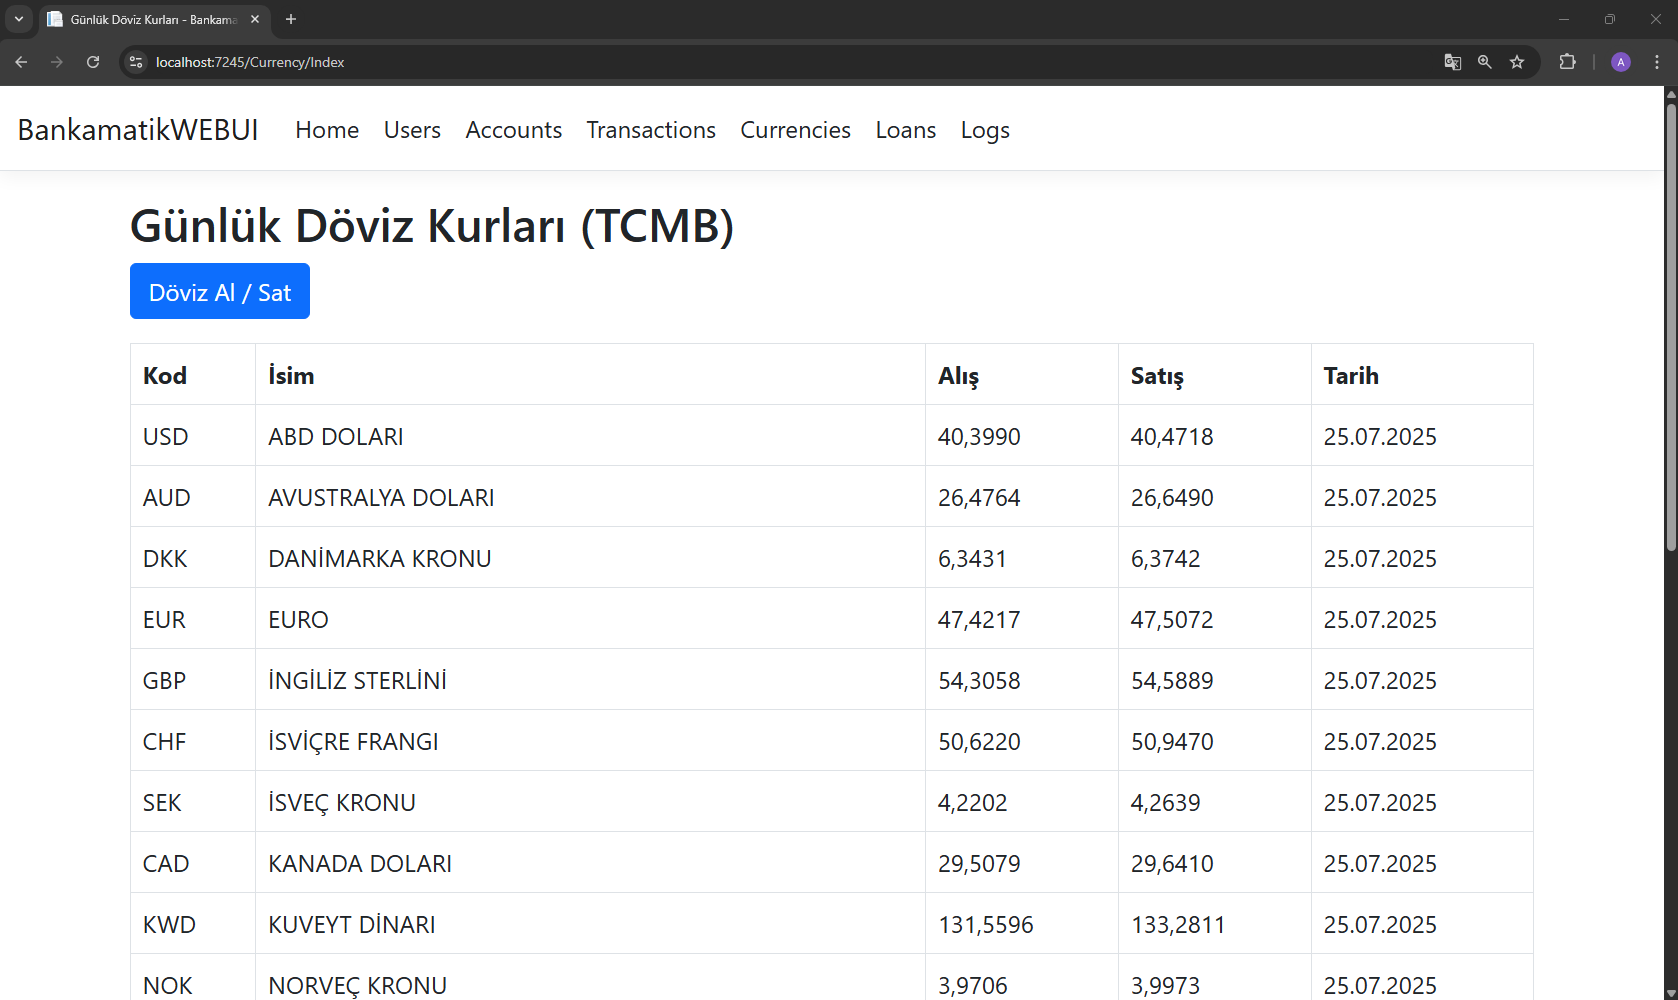 Günlük Döviz Kurları - Bankama
localhost:7245/Currency/Index
A
BankamatikWEBUI Home Users Accounts Transactions Currencies Loans Logs
Günlük Döviz Kurları (TCMB)
Döviz Al / Sat
Kod İsim Alış Satış Tarih
USD ABD DOLARI 40,3990 40,4718 25.07.2025
AUD AVUSTRALYA DOLARI 26,4764 26,6490 25.07.2025
DKK DANİMARKA KRONU 6,3431 6,3742 25.07.2025
EUR EURO 47,4217 47,5072 25.07.2025
GBP İNGİLİZ STERLİNİ 54,3058 54,5889 25.07.2025
CHF İSVİÇRE FRANGI 50,6220 50,9470 25.07.2025
SEK İSVEÇ KRONU 4,2202 4,2639 25.07.2025
CAD KANADA DOLARI 29,5079 29,6410 25.07.2025
KWD KUVEYT DİNARI 131,5596 133,2811 25.07.2025
NOK NORVEÇ KRONU 3,9706 3,9973 25.07.2025